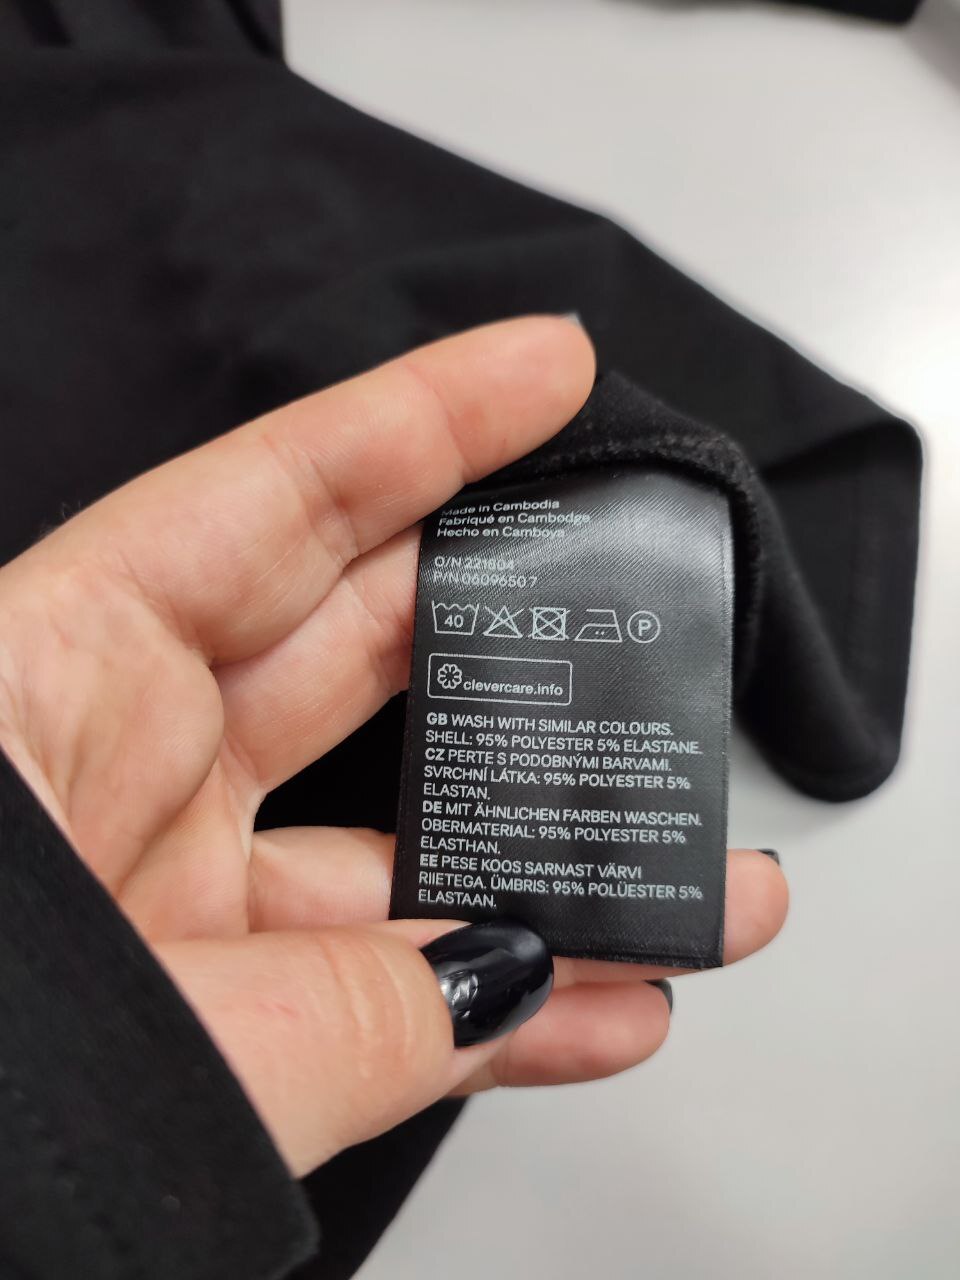 Made in Cambodia
Fabriqué en Cambodge
Hecho en Camboya
O/N 221604
P/N 06096507
40 P
clevercare.info
GB WASH WITH SIMILAR COLOURS.
SHELL: 95% POLYESTER 5% ELASTANE.
CZ PERTE S PODOBNÝMI BARVAMI.
SVRCHNÍ LÁTKA: 95% POLYESTER 5%
ELASTAN.
DE MIT ÄHNLICHEN FARBEN WASCHEN.
OBERMATERIAL: 95% POLYESTER 5%
ELASTHAN.
EE PESE KOOS SARNAST VÄRVI
RIIETEGA. ÜMBRIS: 95% POLÜESTER 5%
ELASTAAN.